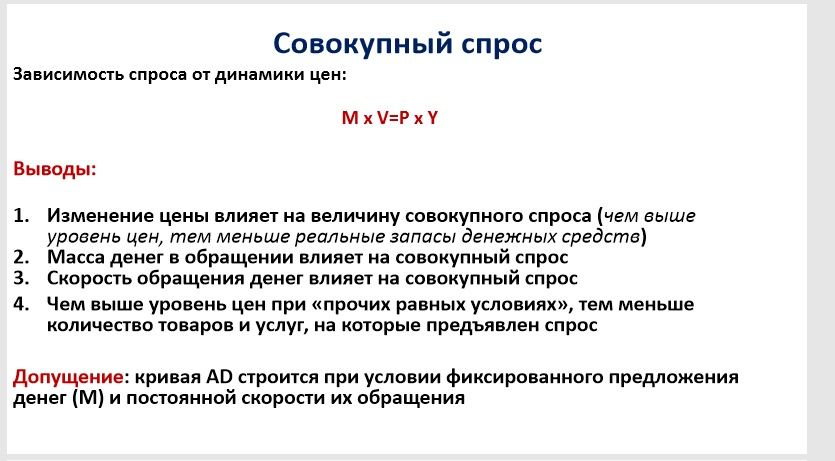 Совокупный спрос
Зависимость спроса от динамики цен:
M x V=P x Y
Выводы:
1. Изменение цены влияет на величину совокупного спроса (чем выше
уровень цен, тем меньше реальные запасы денежных средств)
2. Масса денег в обращении влияет на совокупный спрос
3. Скорость обращения денег влияет на совокупный спрос
4. Чем выше уровень цен при «прочих равных условиях», тем меньше
количество товаров и услуг, на которые предъявлен спрос
Допущение: кривая AD строится при условии фиксированного предложения
денег (М) и постоянной скорости их обращения